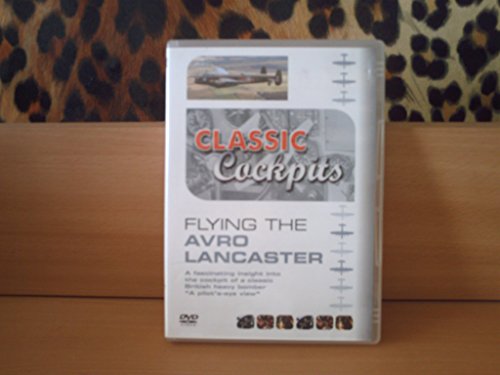 CLASSIC
Cockpits
FLYING THE
AVRO
LANCASTER
A fascinating insight into
the cockpit of a classic
British heavy bomber
"A pilot's-eye view"
DVD